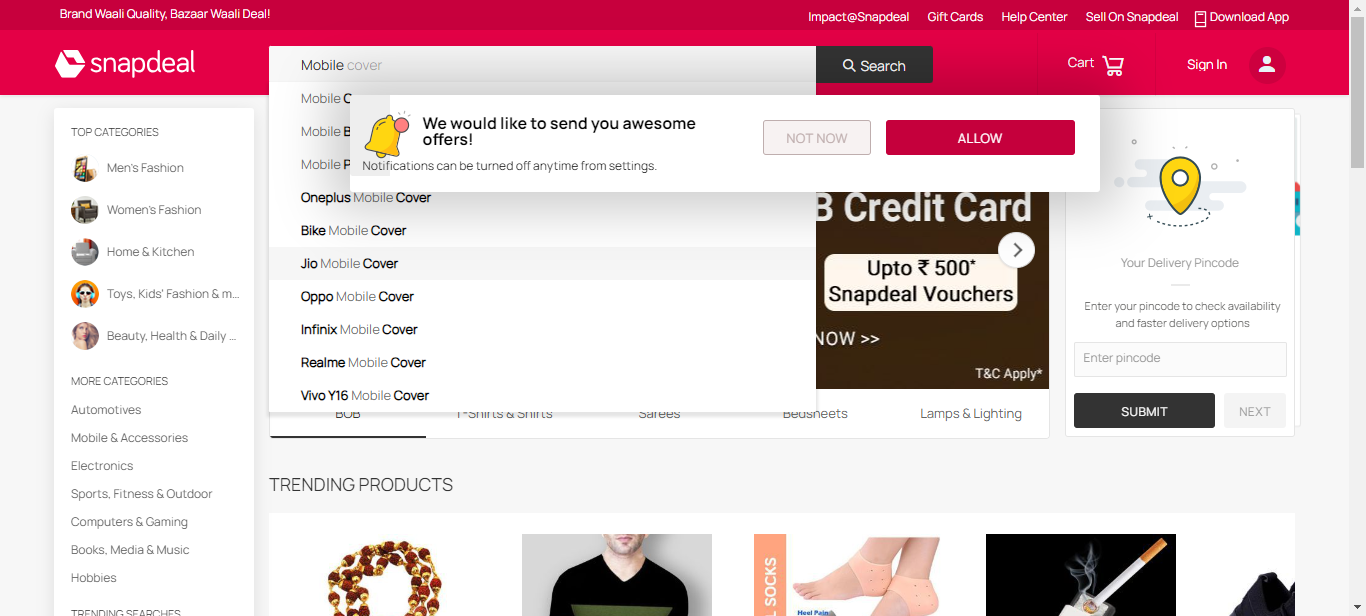 Brand Waali Quality, Bazaar Waali Deal!
Impact@Snapdeal
Gift Cards
Help Center
Sell On Snapdeal
Download App
snapdeal
Mobile cover
Search
Cart
Sign In
Mobile
Mobile
Mobile
We would like to send you awesome
offers!
Notifications can be turned off anytime from settings.
NOT NOW
ALLOW
Oneplus Mobile Cover
Bike Mobile Cover
Jio Mobile Cover
Oppo Mobile Cover
Infinix Mobile Cover
Realme Mobile Cover
Vivo Y16 Mobile Cover
TOP CATEGORIES
Men's Fashion
Women's Fashion
Home & Kitchen
Toys, Kids' Fashion & m...
Beauty, Health & Daily ...
MORE CATEGORIES
Automotives
Mobile & Accessories
Electronics
Sports, Fitness & Outdoor
Computers & Gaming
Books, Media & Music
Hobbies
TRENDING SEARCHES
B Credit Card
Upto ₹ 500*
Snapdeal Vouchers
NOW >>
T&C Apply*
BOB
T-Shirts & Shirts
Sarees
Bedsheets
Lamps & Lighting
Your Delivery Pincode
Enter your pincode to check availability
and faster delivery options
Enter pincode
SUBMIT
NEXT
TRENDING PRODUCTS
SOCKS
Heel Pain